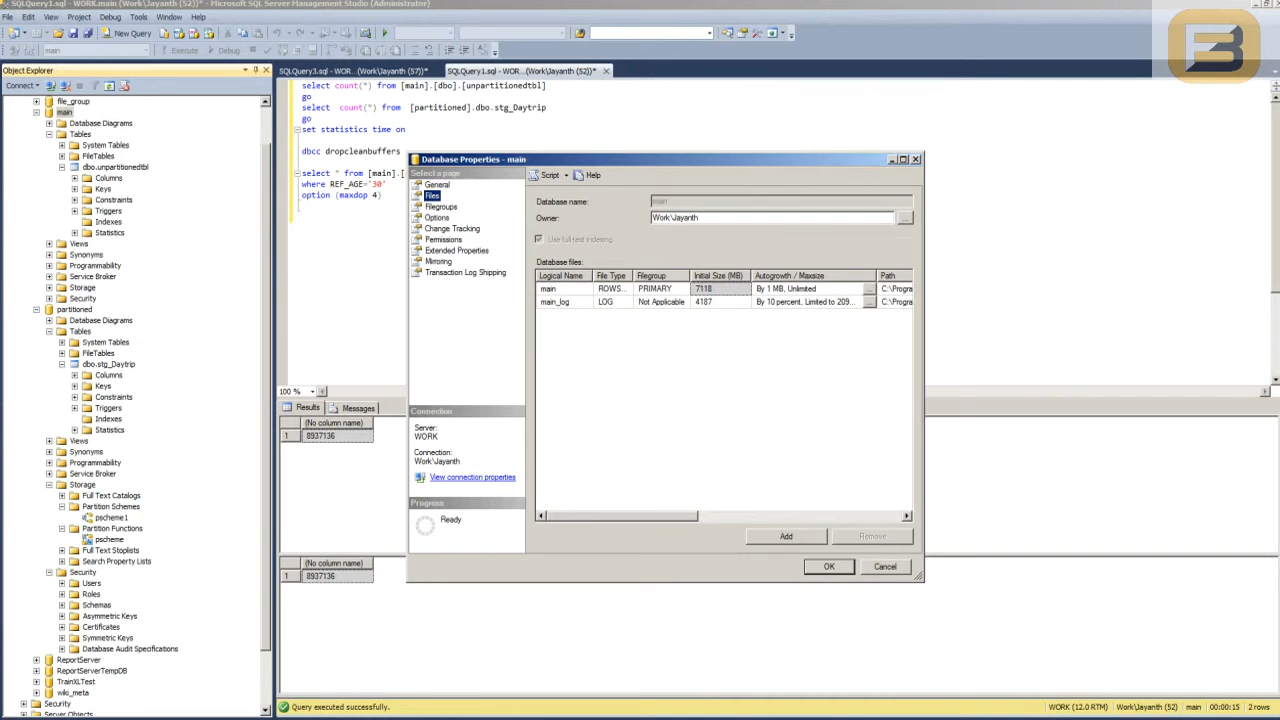 SQLQuery1.sql - WORK.main (Work\Jayanth (52))* - Microsoft SQL Server Management Studio (Administrator)
File Edit View Project Debug Tools Window Help
New Query
main Execute Debug
Object Explorer
Connect
file_group
main
Database Diagrams
Tables
System Tables
FileTables
dbo.unpartitionedtbl
Columns
Keys
Constraints
Triggers
Indexes
Statistics
Views
Synonyms
Programmability
Service Broker
Storage
Security
partitioned
Database Diagrams
Tables
System Tables
FileTables
dbo.stg_Daytrip
Columns
Keys
Constraints
Triggers
Indexes
Statistics
Views
Synonyms
Programmability
Service Broker
Storage
Full Text Catalogs
Partition Schemes
pscheme1
Partition Functions
pscheme
Full Text Stoplists
Search Property Lists
Security
Users
Roles
Schemas
Asymmetric Keys
Certificates
Symmetric Keys
Database Audit Specifications
ReportServer
ReportServerTempDB
TrainXLTest
wiki_meta
Security
Server Objects
SQLQuery3.sql - WOR...(Work\Jayanth (57))* SQLQuery1.sql - WOR...(Work\Jayanth (52))*
select count(*) from [main].[dbo].[unpartitionedtbl]
go
select count(*) from [partitioned].dbo.stg_Daytrip
go
set statistics time on
dbcc dropcleanbuffers
select * from [main].[
where REF_AGE='30'
option (maxdop 4)
100 %
Results Messages
(No column name)
1 8937136
(No column name)
1 8937136
Database Properties - main
Select a page
General
Files
Filegroups
Options
Change Tracking
Permissions
Extended Properties
Mirroring
Transaction Log Shipping
Connection
Server:
WORK
Connection:
Work\Jayanth
View connection properties
Progress
Ready
Script Help
Database name: main
Owner: Work\Jayanth ...
Use full-text indexing
Database files:
Logical Name File Type Filegroup Initial Size (MB) Autogrowth / Maxsize Path
main ROWS... PRIMARY 7118 By 1 MB, Unlimited ... C:\Progra
main_log LOG Not Applicable 4187 By 10 percent, Limited to 209... ... C:\Progra
Add Remove
OK Cancel
Query executed successfully. WORK (12.0 RTM) Work\Jayanth (52) main 00:00:15 2 rows